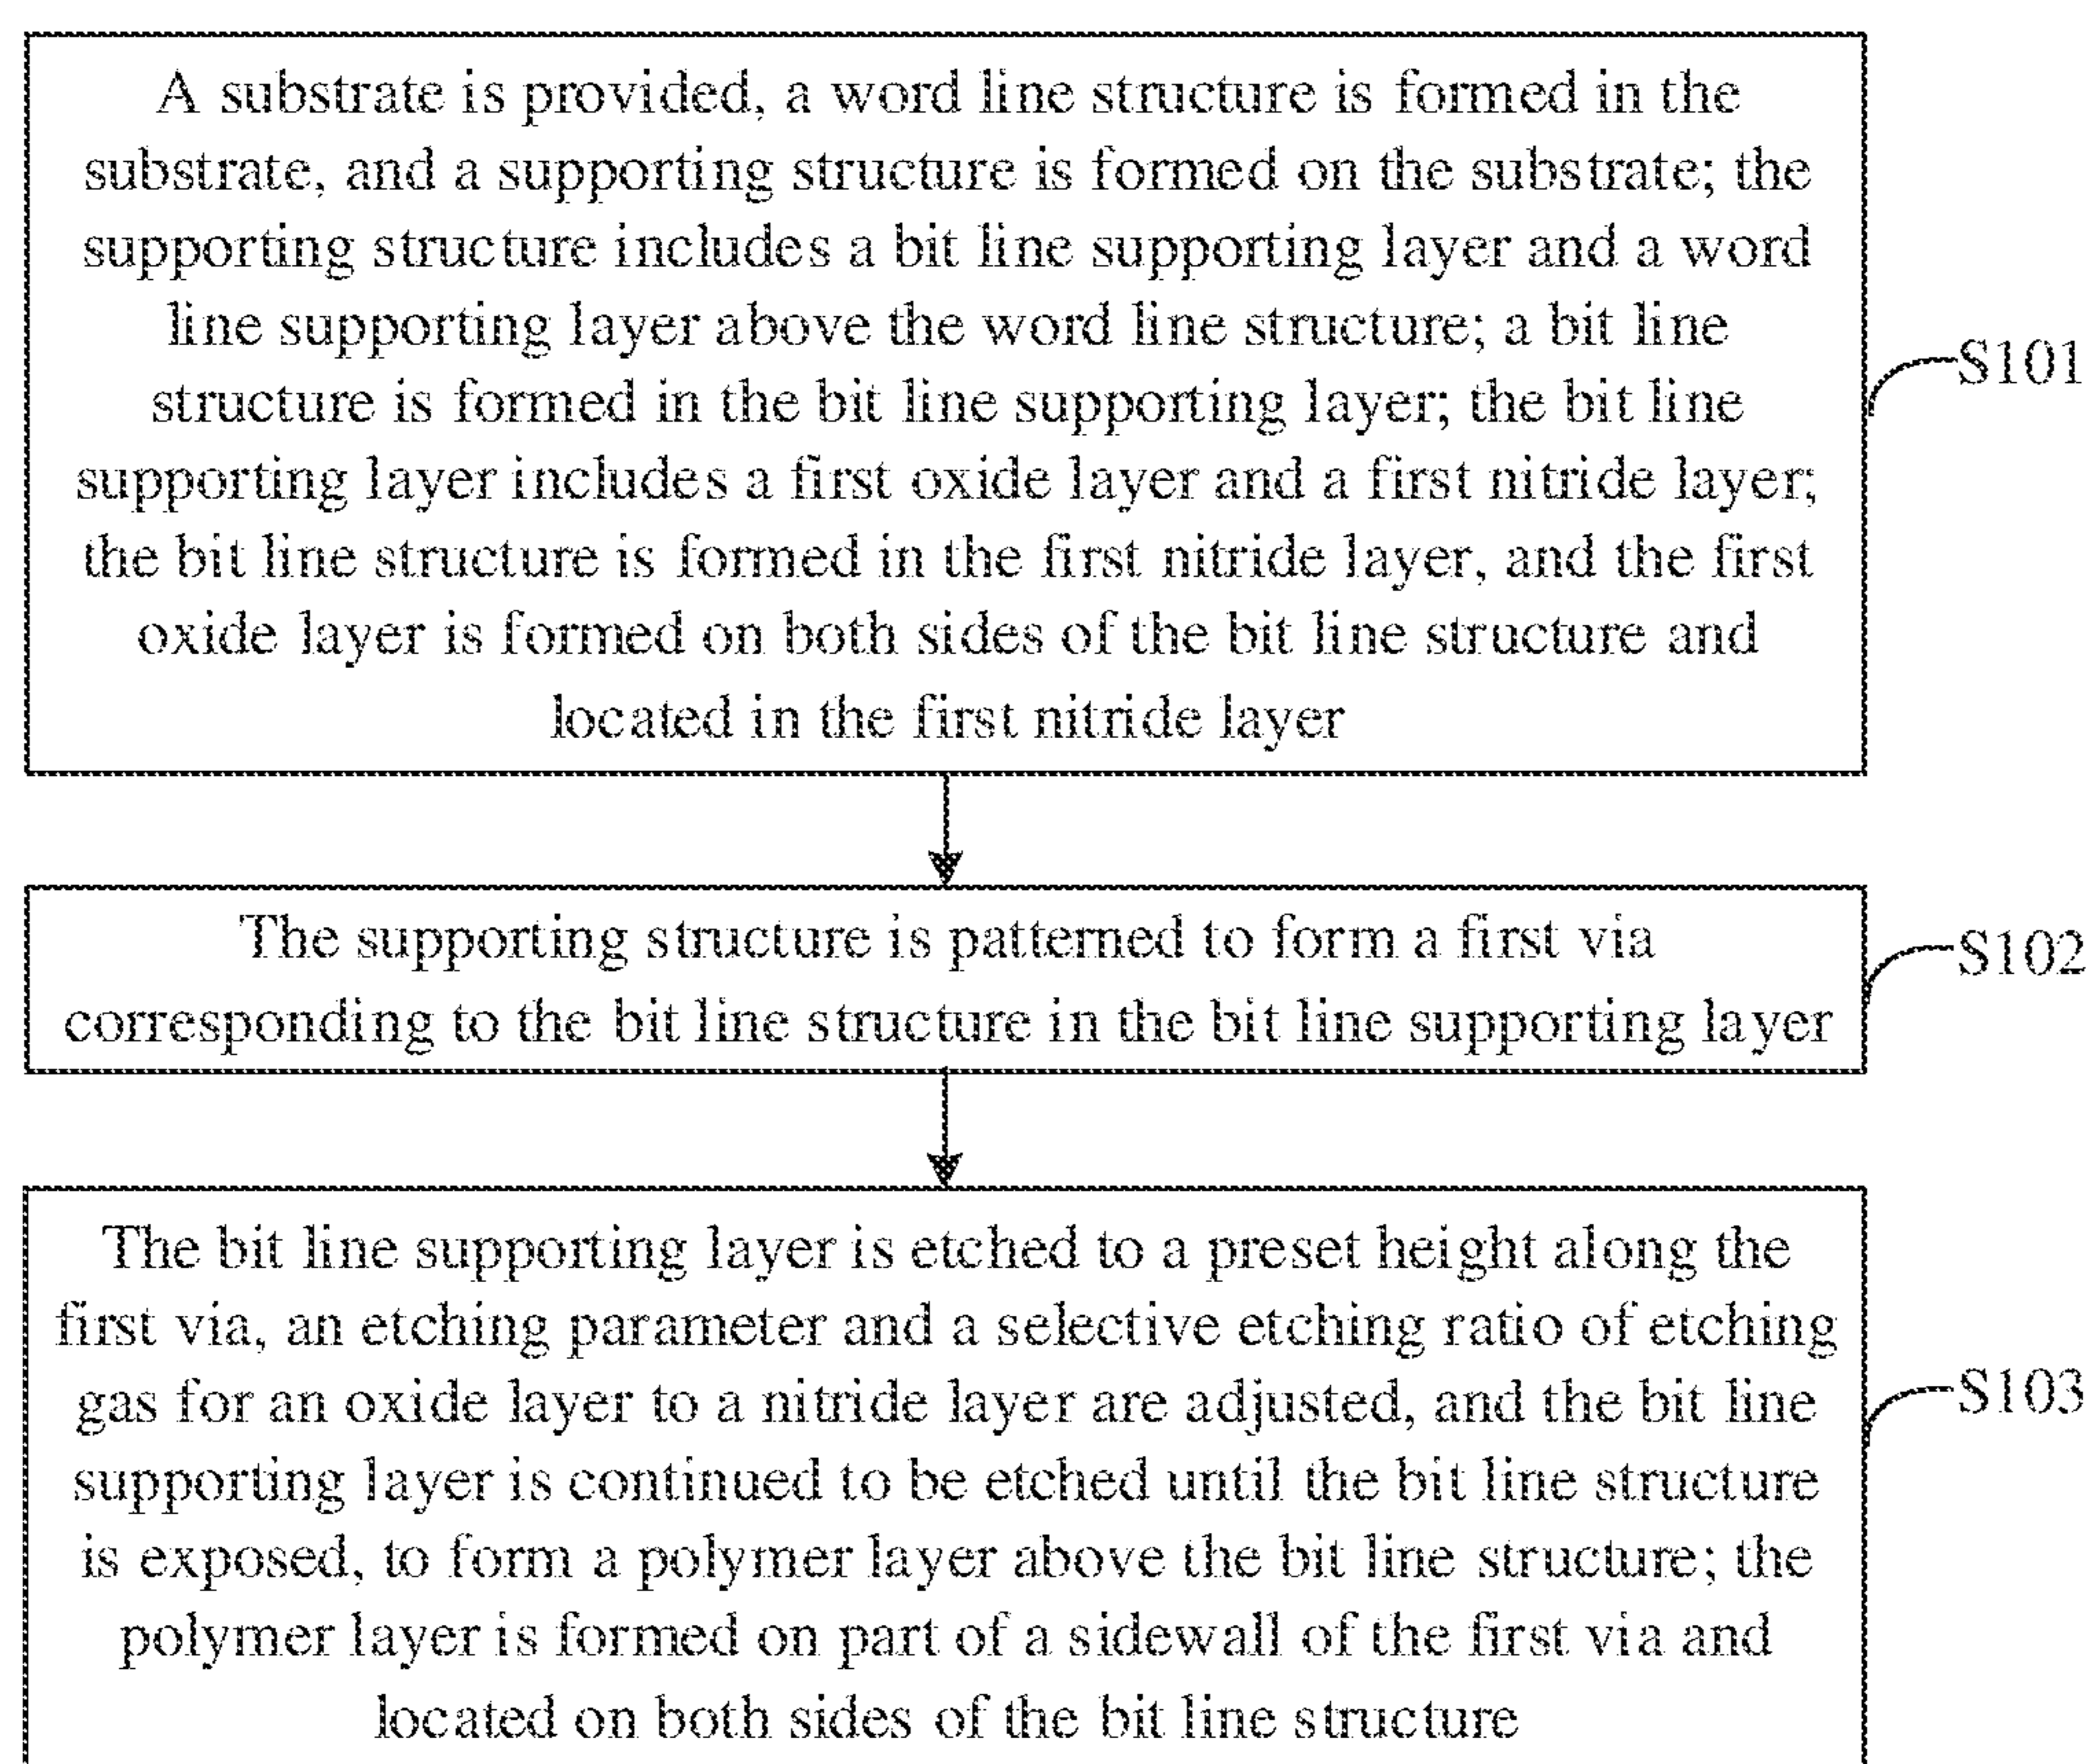 A substrate is provided, a word line structure is formed in the
substrate, and a supporting structure is formed on the substrate; the
supporting structure includes a bit line supporting layer and a word
line supporting layer above the word line structure; a bit line
structure is formed in the bit line supporting layer; the bit line
supporting layer includes a first oxide layer and a first nitride layer;
the bit line structure is formed in the first nitride layer, and the first
oxide layer is formed on both sides of the bit line structure and
located in the first nitride layer
S101
The supporting structure is patterned to form a first via
corresponding to the bit line structure in the bit line supporting layer
S102
The bit line supporting layer is etched to a preset height along the
first via, an etching parameter and a selective etching ratio of etching
gas for an oxide layer to a nitride layer are adjusted, and the bit line
supporting layer is continued to be etched until the bit line structure
is exposed, to form a polymer layer above the bit line structure; the
polymer layer is formed on part of a sidewall of the first via and
located on both sides of the bit line structure
S103